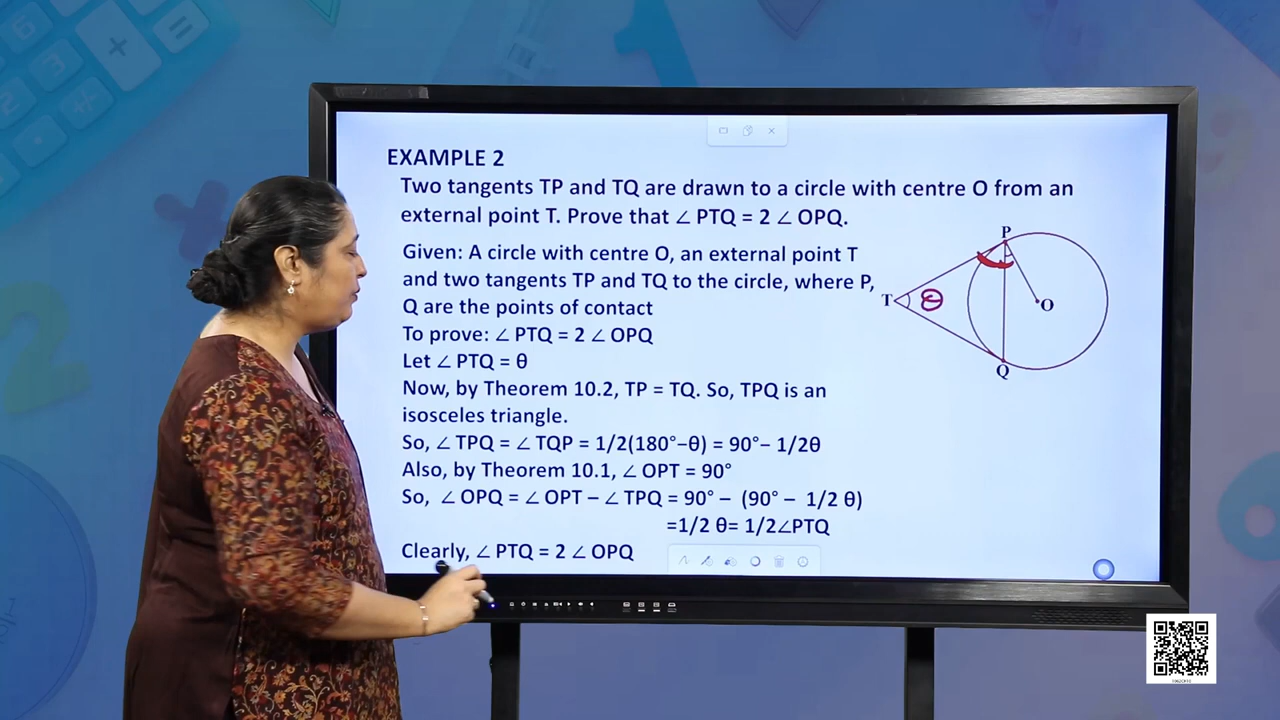 EXAMPLE 2
Two tangents TP and TQ are drawn to a circle with centre O from an
external point T. Prove that ∠ PTQ = 2 ∠ OPQ.
Given: A circle with centre O, an external point T
and two tangents TP and TQ to the circle, where P,
Q are the points of contact
To prove: ∠ PTQ = 2 ∠ OPQ
Let ∠ PTQ = θ
Now, by Theorem 10.2, TP = TQ. So, TPQ is an
isosceles triangle.
So, ∠ TPQ = ∠ TQP = 1/2(180°−θ) = 90°− 1/2θ
Also, by Theorem 10.1, ∠ OPT = 90°
So, ∠ OPQ = ∠ OPT − ∠ TPQ = 90° − (90° − 1/2 θ)
=1/2 θ= 1/2∠PTQ
Clearly, ∠ PTQ = 2 ∠ OPQ
P
T θ
O
Q